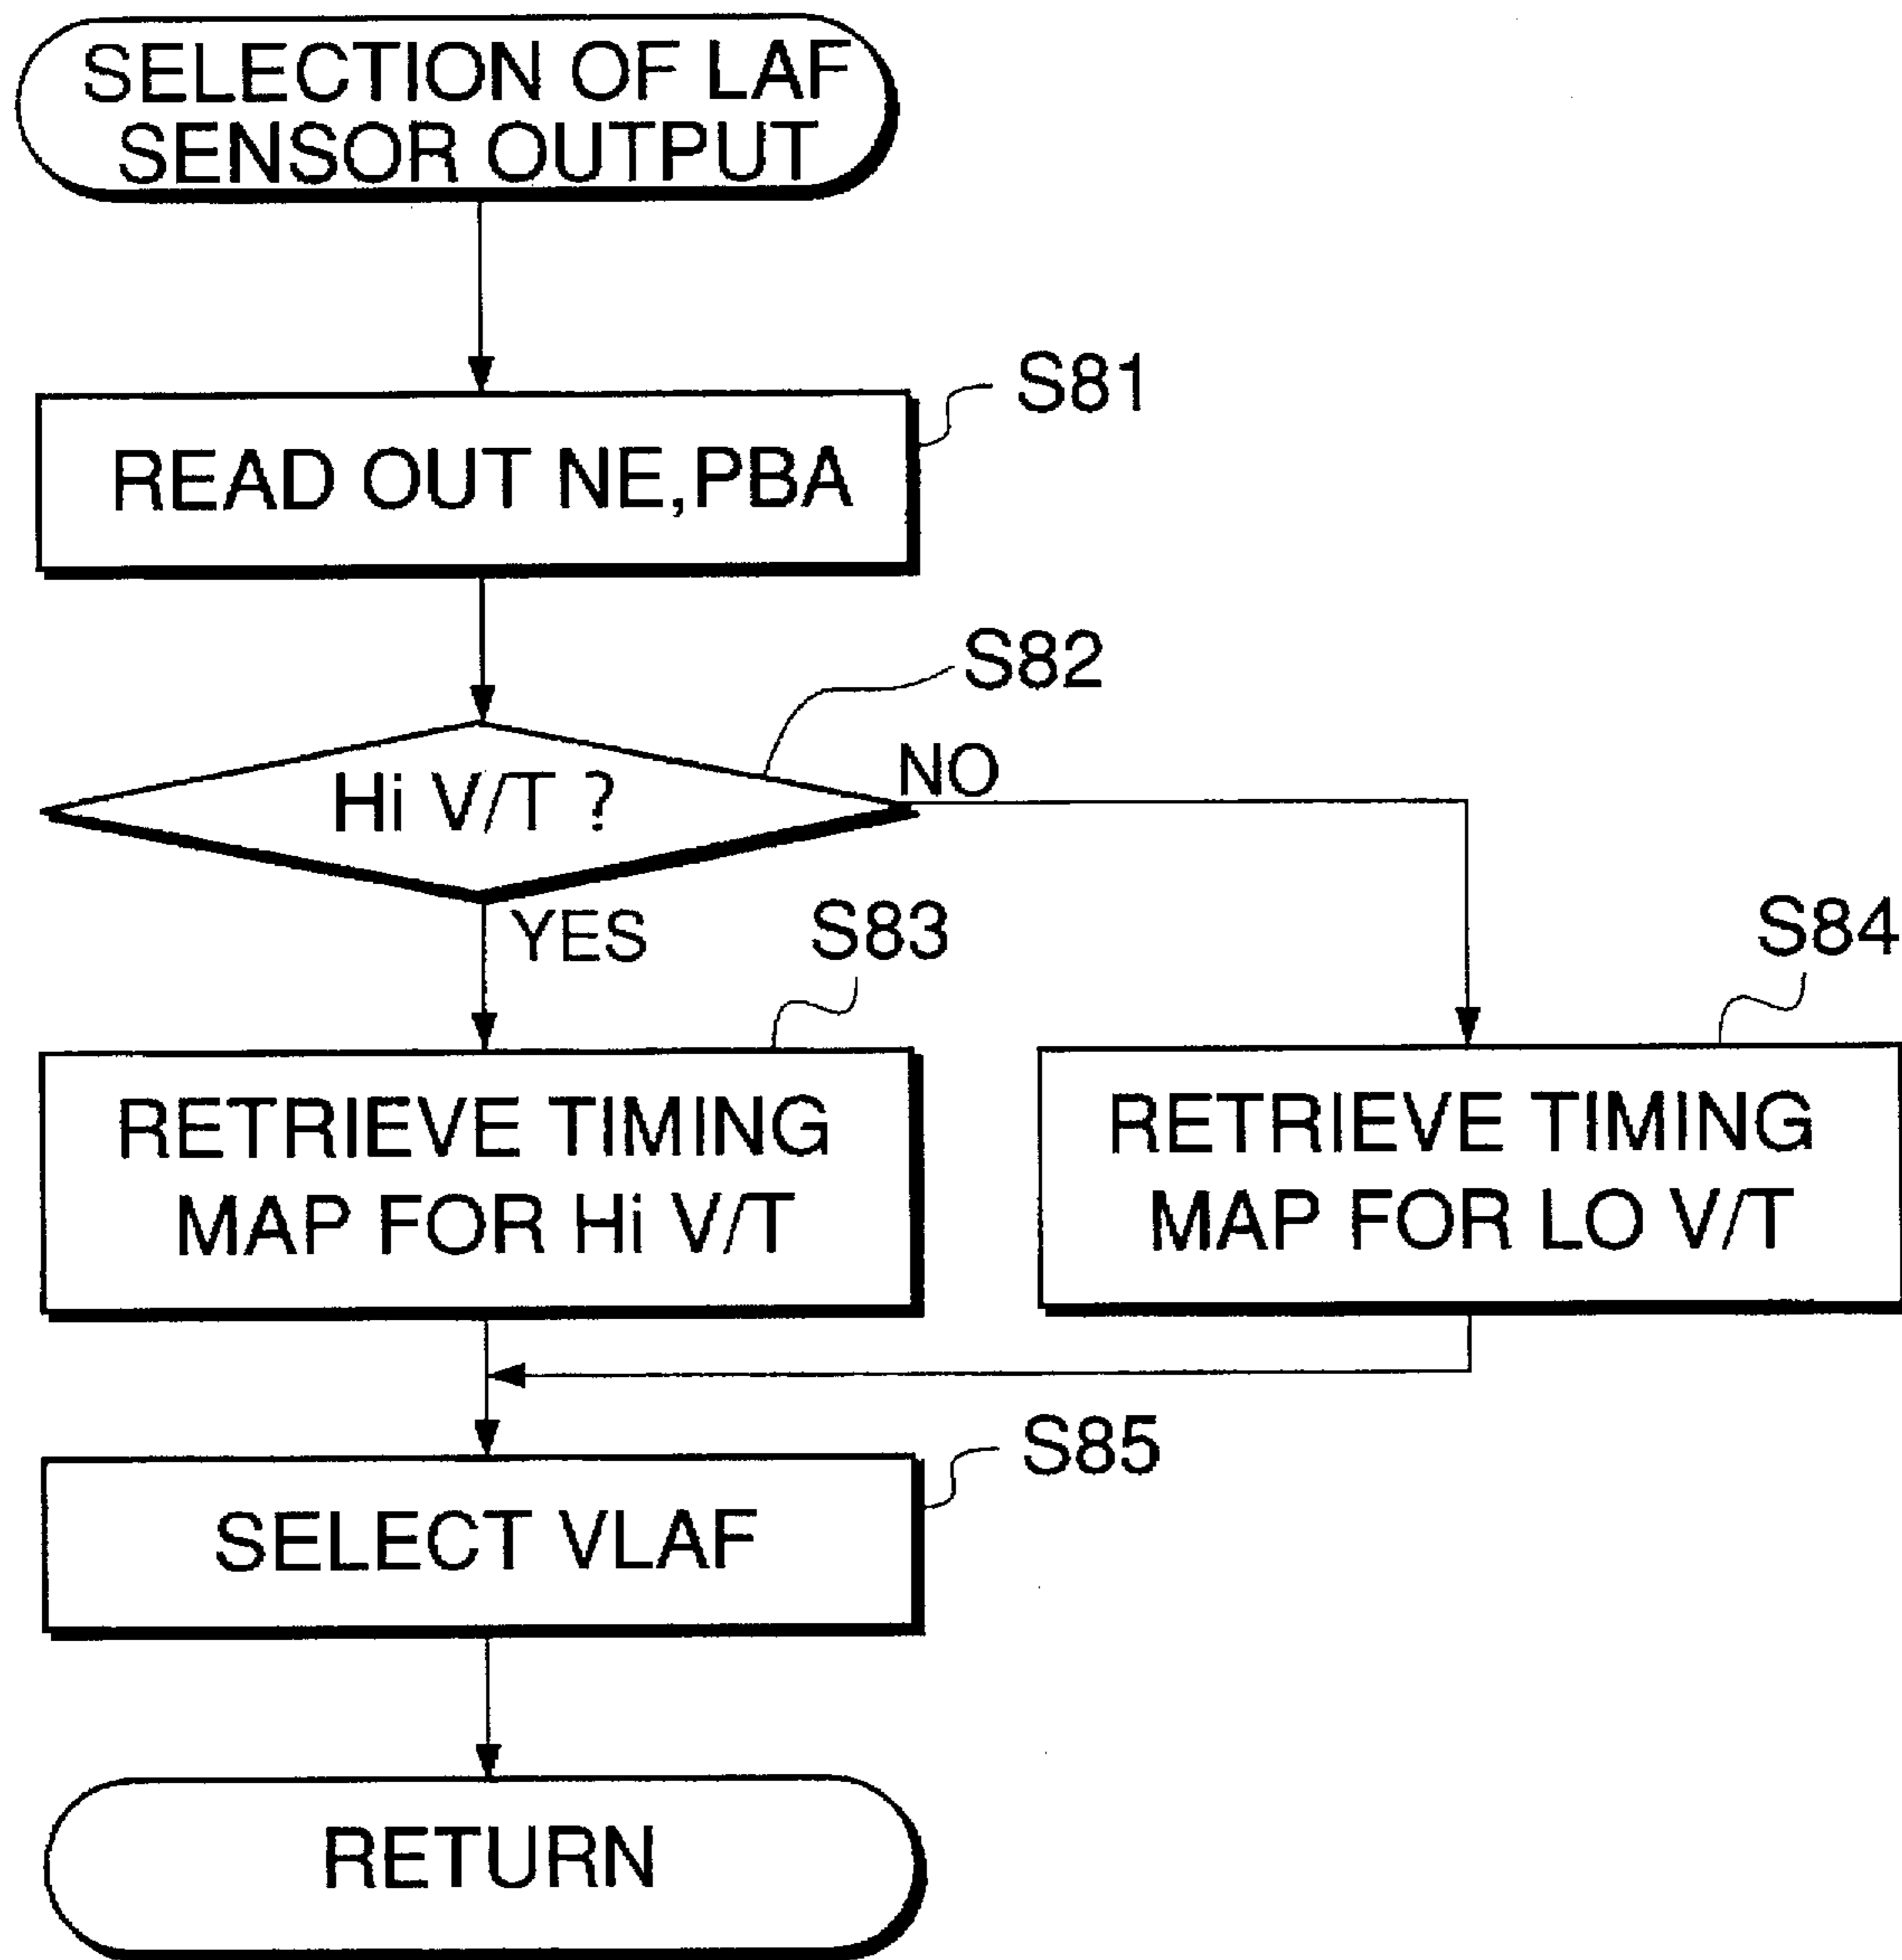 SELECTION OF LAF
SENSOR OUTPUT
S81
READ OUT NE,PBA
S82
Hi V/T ?
NO
YES
S83
S84
RETRIEVE TIMING
MAP FOR Hi V/T
RETRIEVE TIMING
MAP FOR LO V/T
S85
SELECT VLAF
RETURN